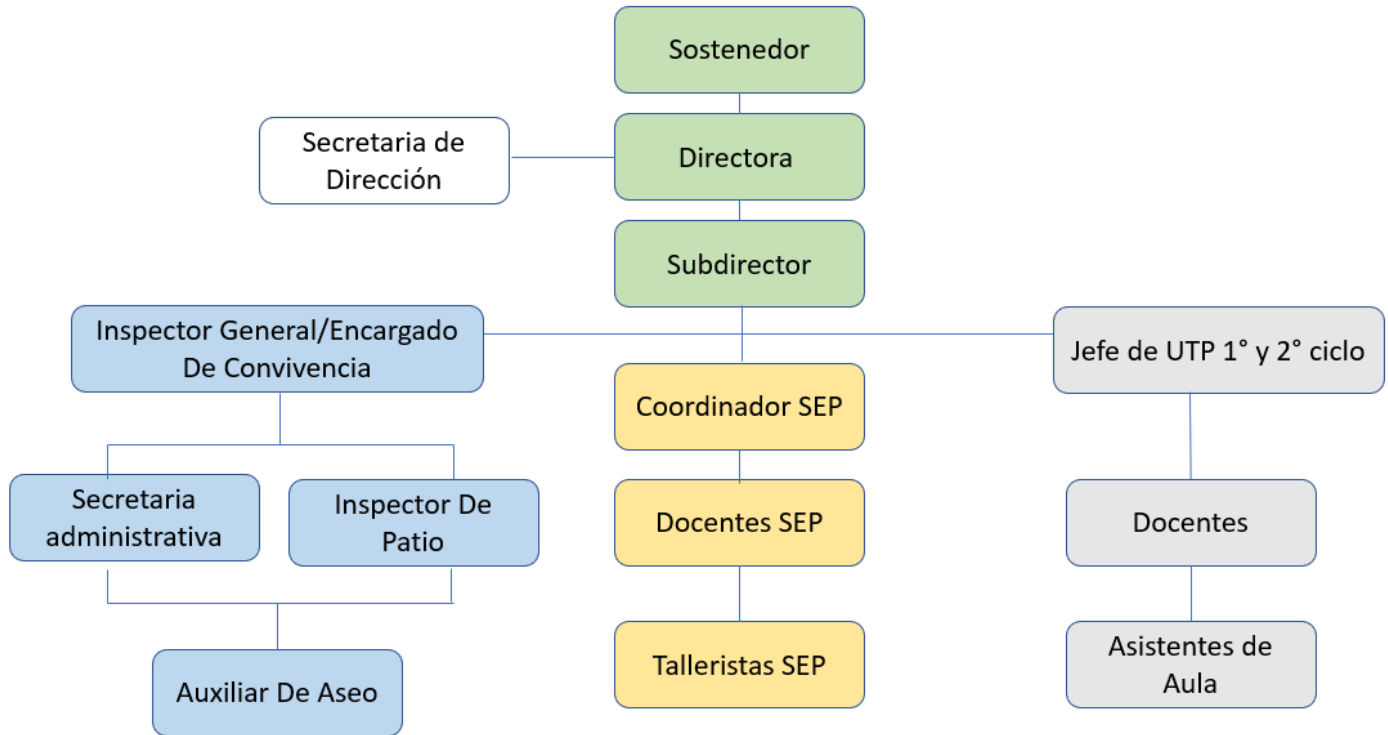 Sostenedor
Secretaria de
Dirección
Directora
Subdirector
Inspector General/Encargado
De Convivencia
Jefe de UTP 1° y 2° ciclo
Coordinador SEP
Secretaria
administrativa
Inspector De
Patio
Docentes SEP
Docentes
Auxiliar De Aseo
Talleristas SEP
Asistentes de
Aula